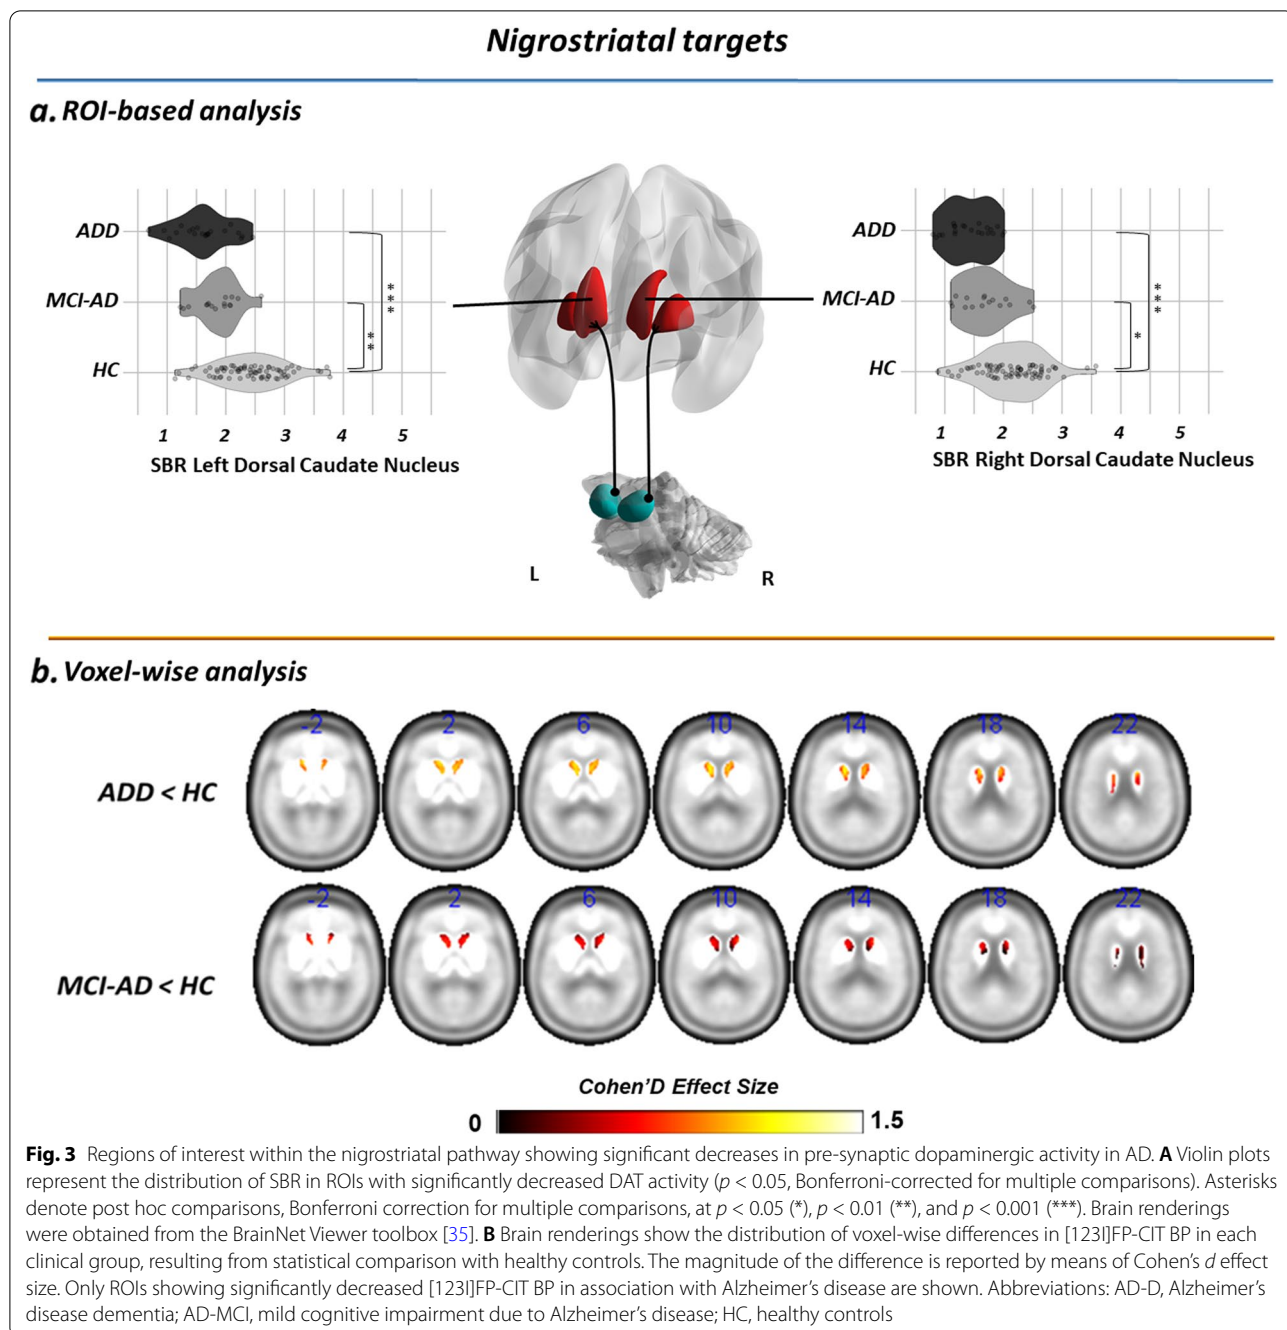 Nigrostriatal targets
a. ROI-based analysis
ADD
MCI-AD
HC
* * *
* *
1 2 3 4 5
SBR Left Dorsal Caudate Nucleus
ADD
MCI-AD
HC
* * *
*
1 2 3 4 5
SBR Right Dorsal Caudate Nucleus
L R
b. Voxel-wise analysis
ADD < HC
-2 2 6 10 14 18 22
MCI-AD < HC
-2 2 6 10 14 18 22
Cohen'D Effect Size
0 1.5
Fig. 3 Regions of interest within the nigrostriatal pathway showing significant decreases in pre-synaptic dopaminergic activity in AD. A Violin plots
represent the distribution of SBR in ROIs with significantly decreased DAT activity (p < 0.05, Bonferroni-corrected for multiple comparisons). Asterisks
denote post hoc comparisons, Bonferroni correction for multiple comparisons, at p < 0.05 (*), p < 0.01 (**), and p < 0.001 (***). Brain renderings
were obtained from the BrainNet Viewer toolbox [35]. B Brain renderings show the distribution of voxel-wise differences in [123I]FP-CIT BP in each
clinical group, resulting from statistical comparison with healthy controls. The magnitude of the difference is reported by means of Cohen's d effect
size. Only ROIs showing significantly decreased [123I]FP-CIT BP in association with Alzheimer's disease are shown. Abbreviations: AD-D, Alzheimer's
disease dementia; AD-MCI, mild cognitive impairment due to Alzheimer's disease; HC, healthy controls